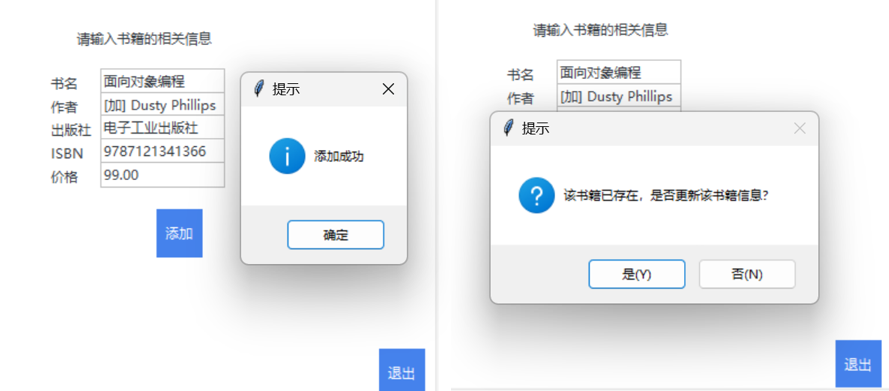 请输入书籍的相关信息
书名 面向对象编程
作者 [加] Dusty Phillips
出版社 电子工业出版社
ISBN 9787121341366
价格 99.00
添加
退出
提示
添加成功
确定
请输入书籍的相关信息
书名 面向对象编程
作者 [加] Dusty Phillips
提示
该书籍已存在，是否更新该书籍信息？
是(Y) 否(N)
退出